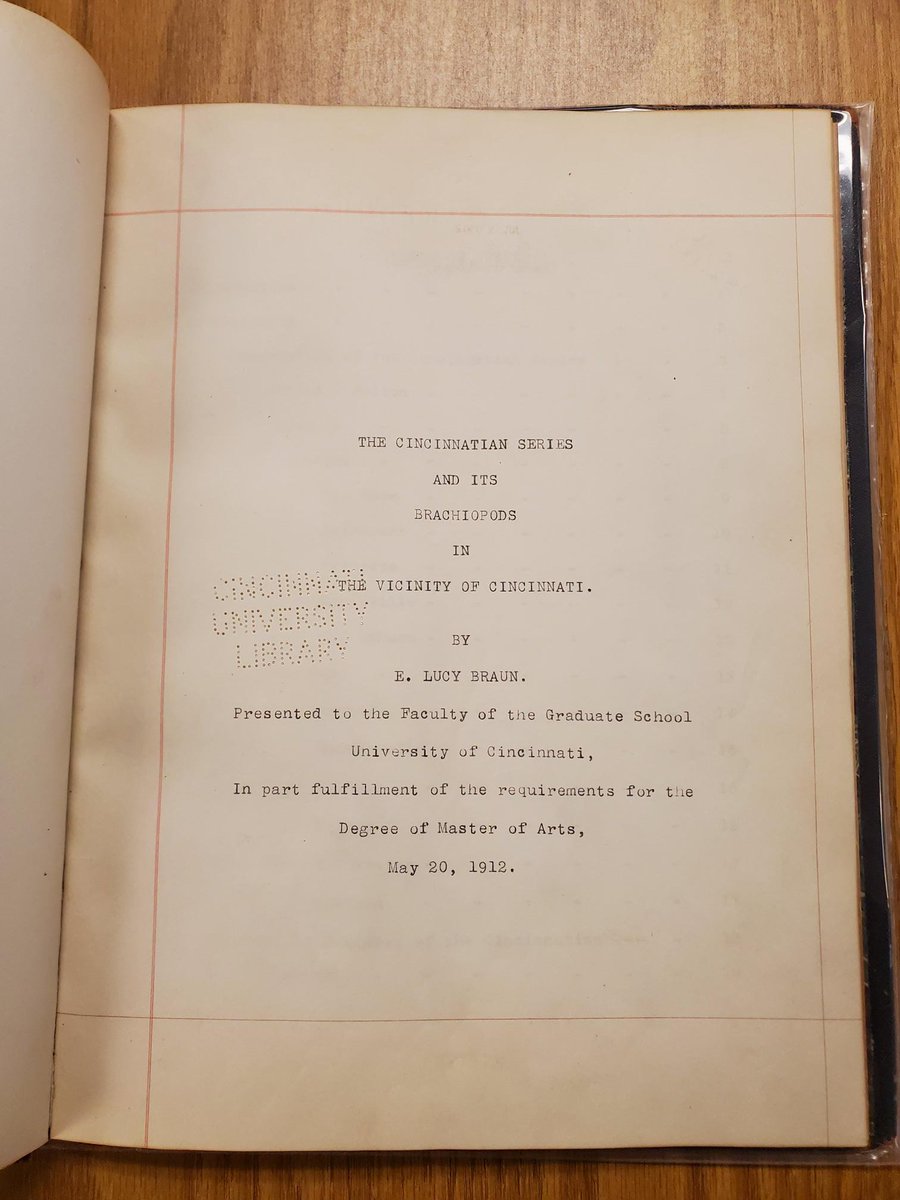 THE CINCINNATIAN SERIES
AND ITS
BRACHIOPODS
IN
THE VICINITY OF CINCINNATI.
CINCINNATI
UNIVERSITY
LIBRARY
BY
E. LUCY BRAUN.
Presented to the Faculty of the Graduate School
University of Cincinnati,
In part fulfillment of the requirements for the
Degree of Master of Arts,
May 20, 1912.